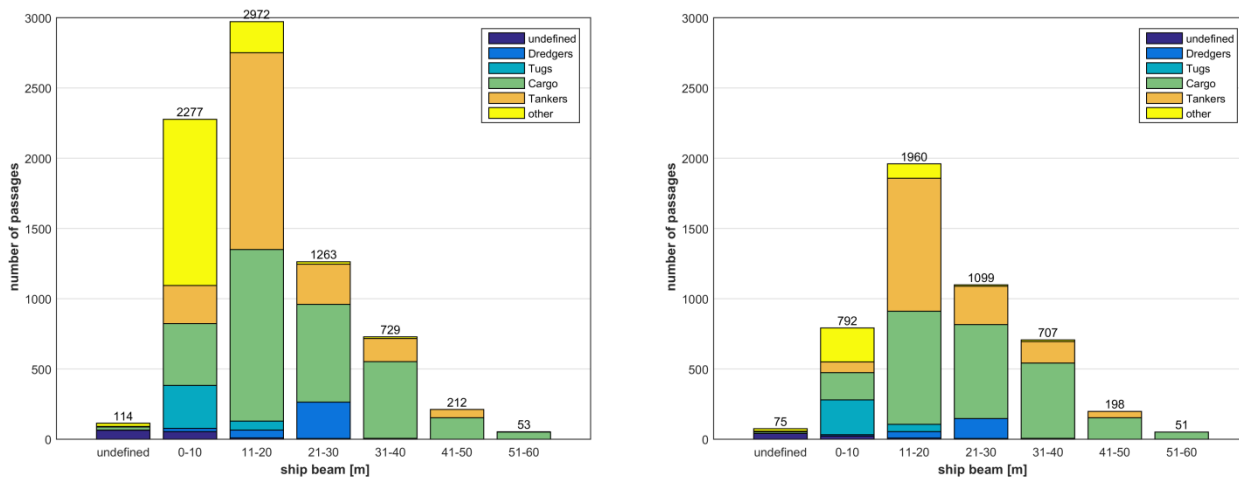 3000
2500
2000
1500
1000
500
0
number of passages
114
2277
2972
1263
729
212
53
undefined
Dredgers
Tugs
Cargo
Tankers
other
undefined 0-10 11-20 21-30 31-40 41-50 51-60
ship beam [m]
3000
2500
2000
1500
1000
500
0
number of passages
75
792
1960
1099
707
198
51
undefined
Dredgers
Tugs
Cargo
Tankers
other
undefined 0-10 11-20 21-30 31-40 41-50 51-60
ship beam [m]